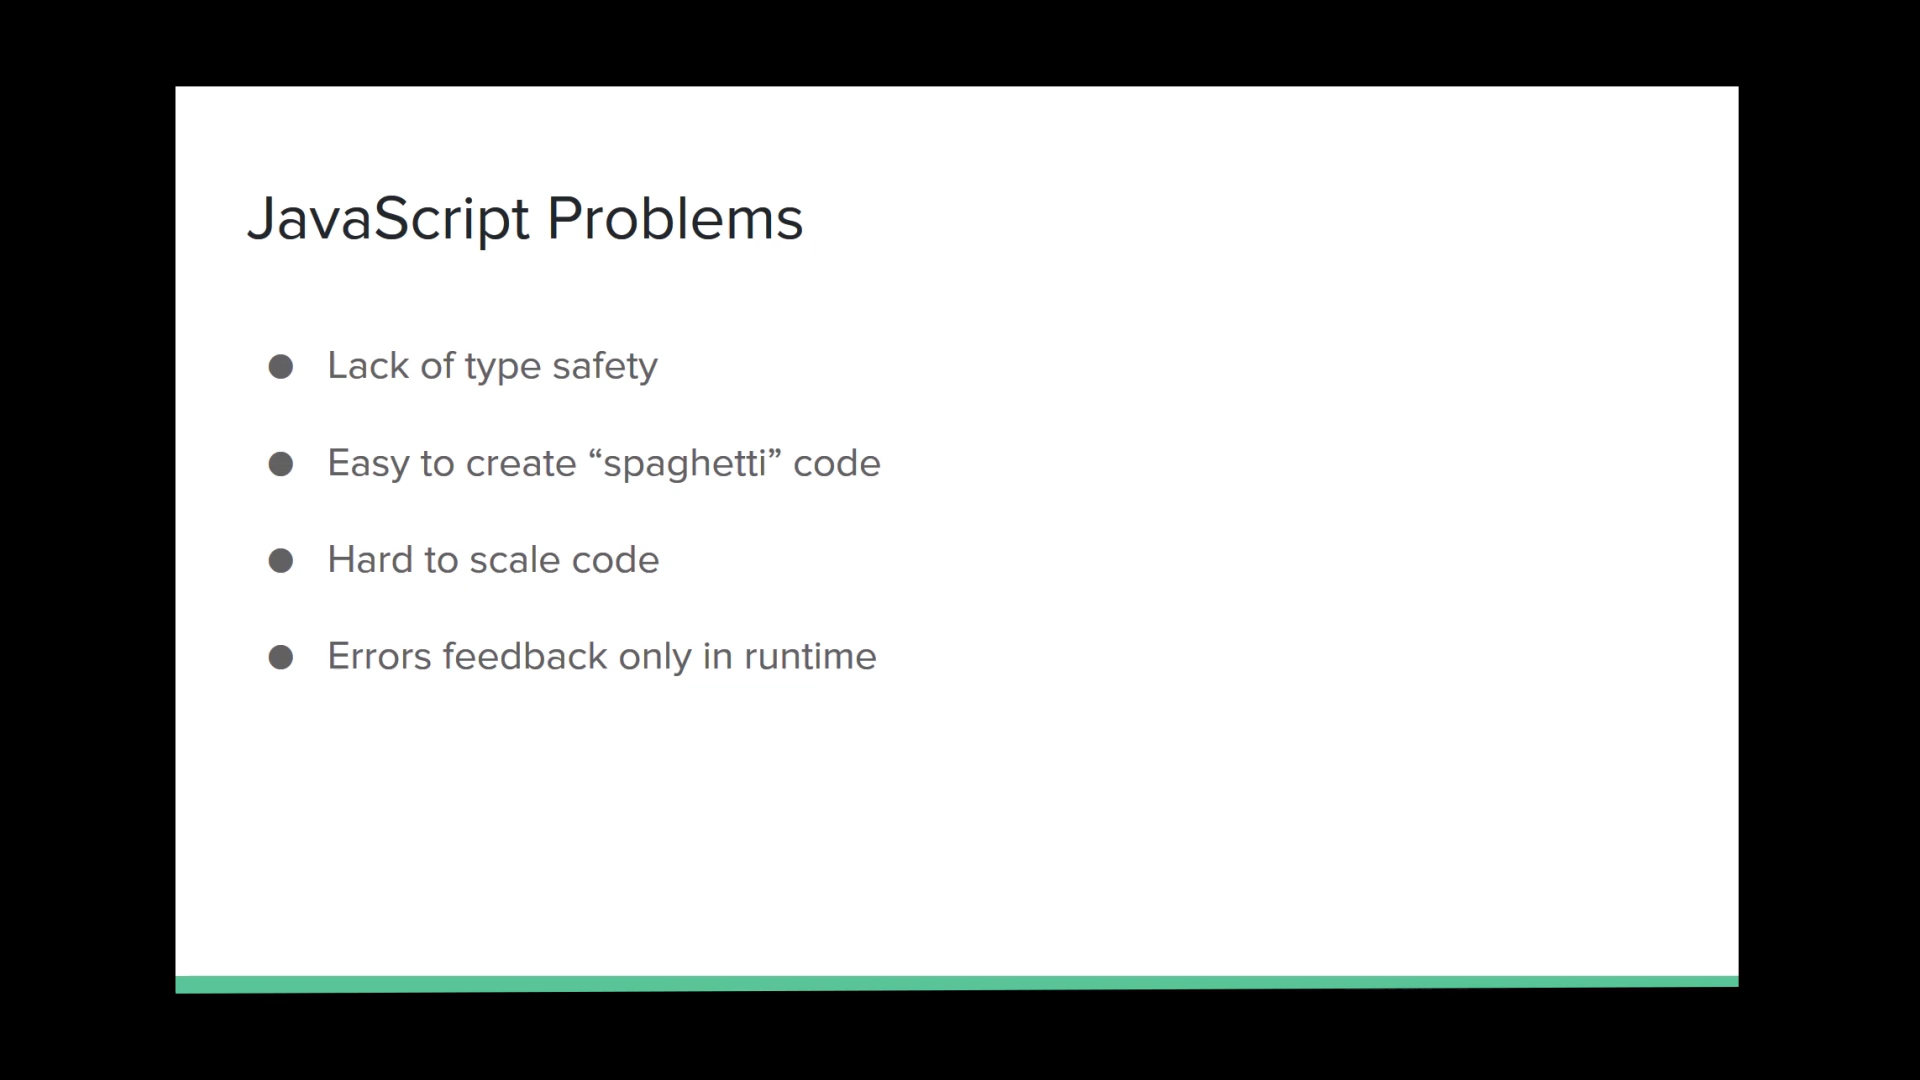 JavaScript Problems
● Lack of type safety
● Easy to create “spaghetti” code
● Hard to scale code
● Errors feedback only in runtime